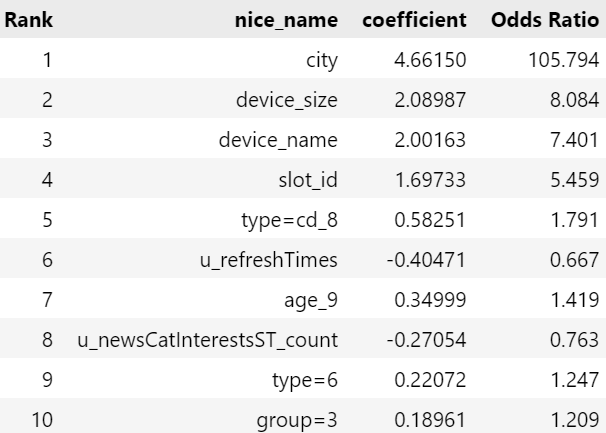 Rank nice_name coefficient Odds Ratio
1 city 4.66150 105.794
2 device_size 2.08987 8.084
3 device_name 2.00163 7.401
4 slot_id 1.69733 5.459
5 type=cd_8 0.58251 1.791
6 u_refreshTimes -0.40471 0.667
7 age_9 0.34999 1.419
8 u_newsCatInterestsST_count -0.27054 0.763
9 type=6 0.22072 1.247
10 group=3 0.18961 1.209